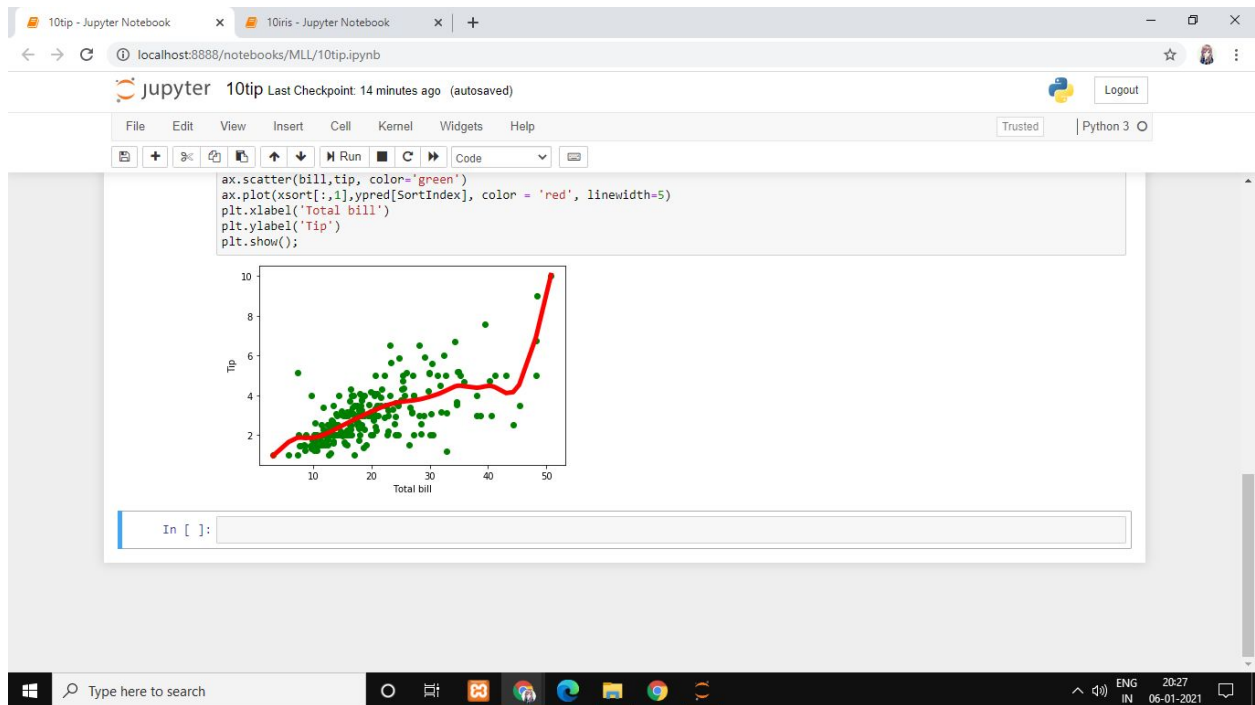 10tip - Jupyter Notebook
10iris - Jupyter Notebook
localhost:8888/notebooks/MLL/10tip.ipynb
jupyter 10tip Last Checkpoint: 14 minutes ago (autosaved)
Logout
File Edit View Insert Cell Kernel Widgets Help
Trusted
Python 3
Run
Code
ax.scatter(bill,tip, color='green')
ax.plot(xsort[:,1],ypred[SortIndex], color = 'red', linewidth=5)
plt.xlabel('Total bill')
plt.ylabel('Tip')
plt.show();
10
8
6
4
2
Tip
10 20 30 40 50
Total bill
In [ ]:
Type here to search
ENG
IN
20:27
06-01-2021